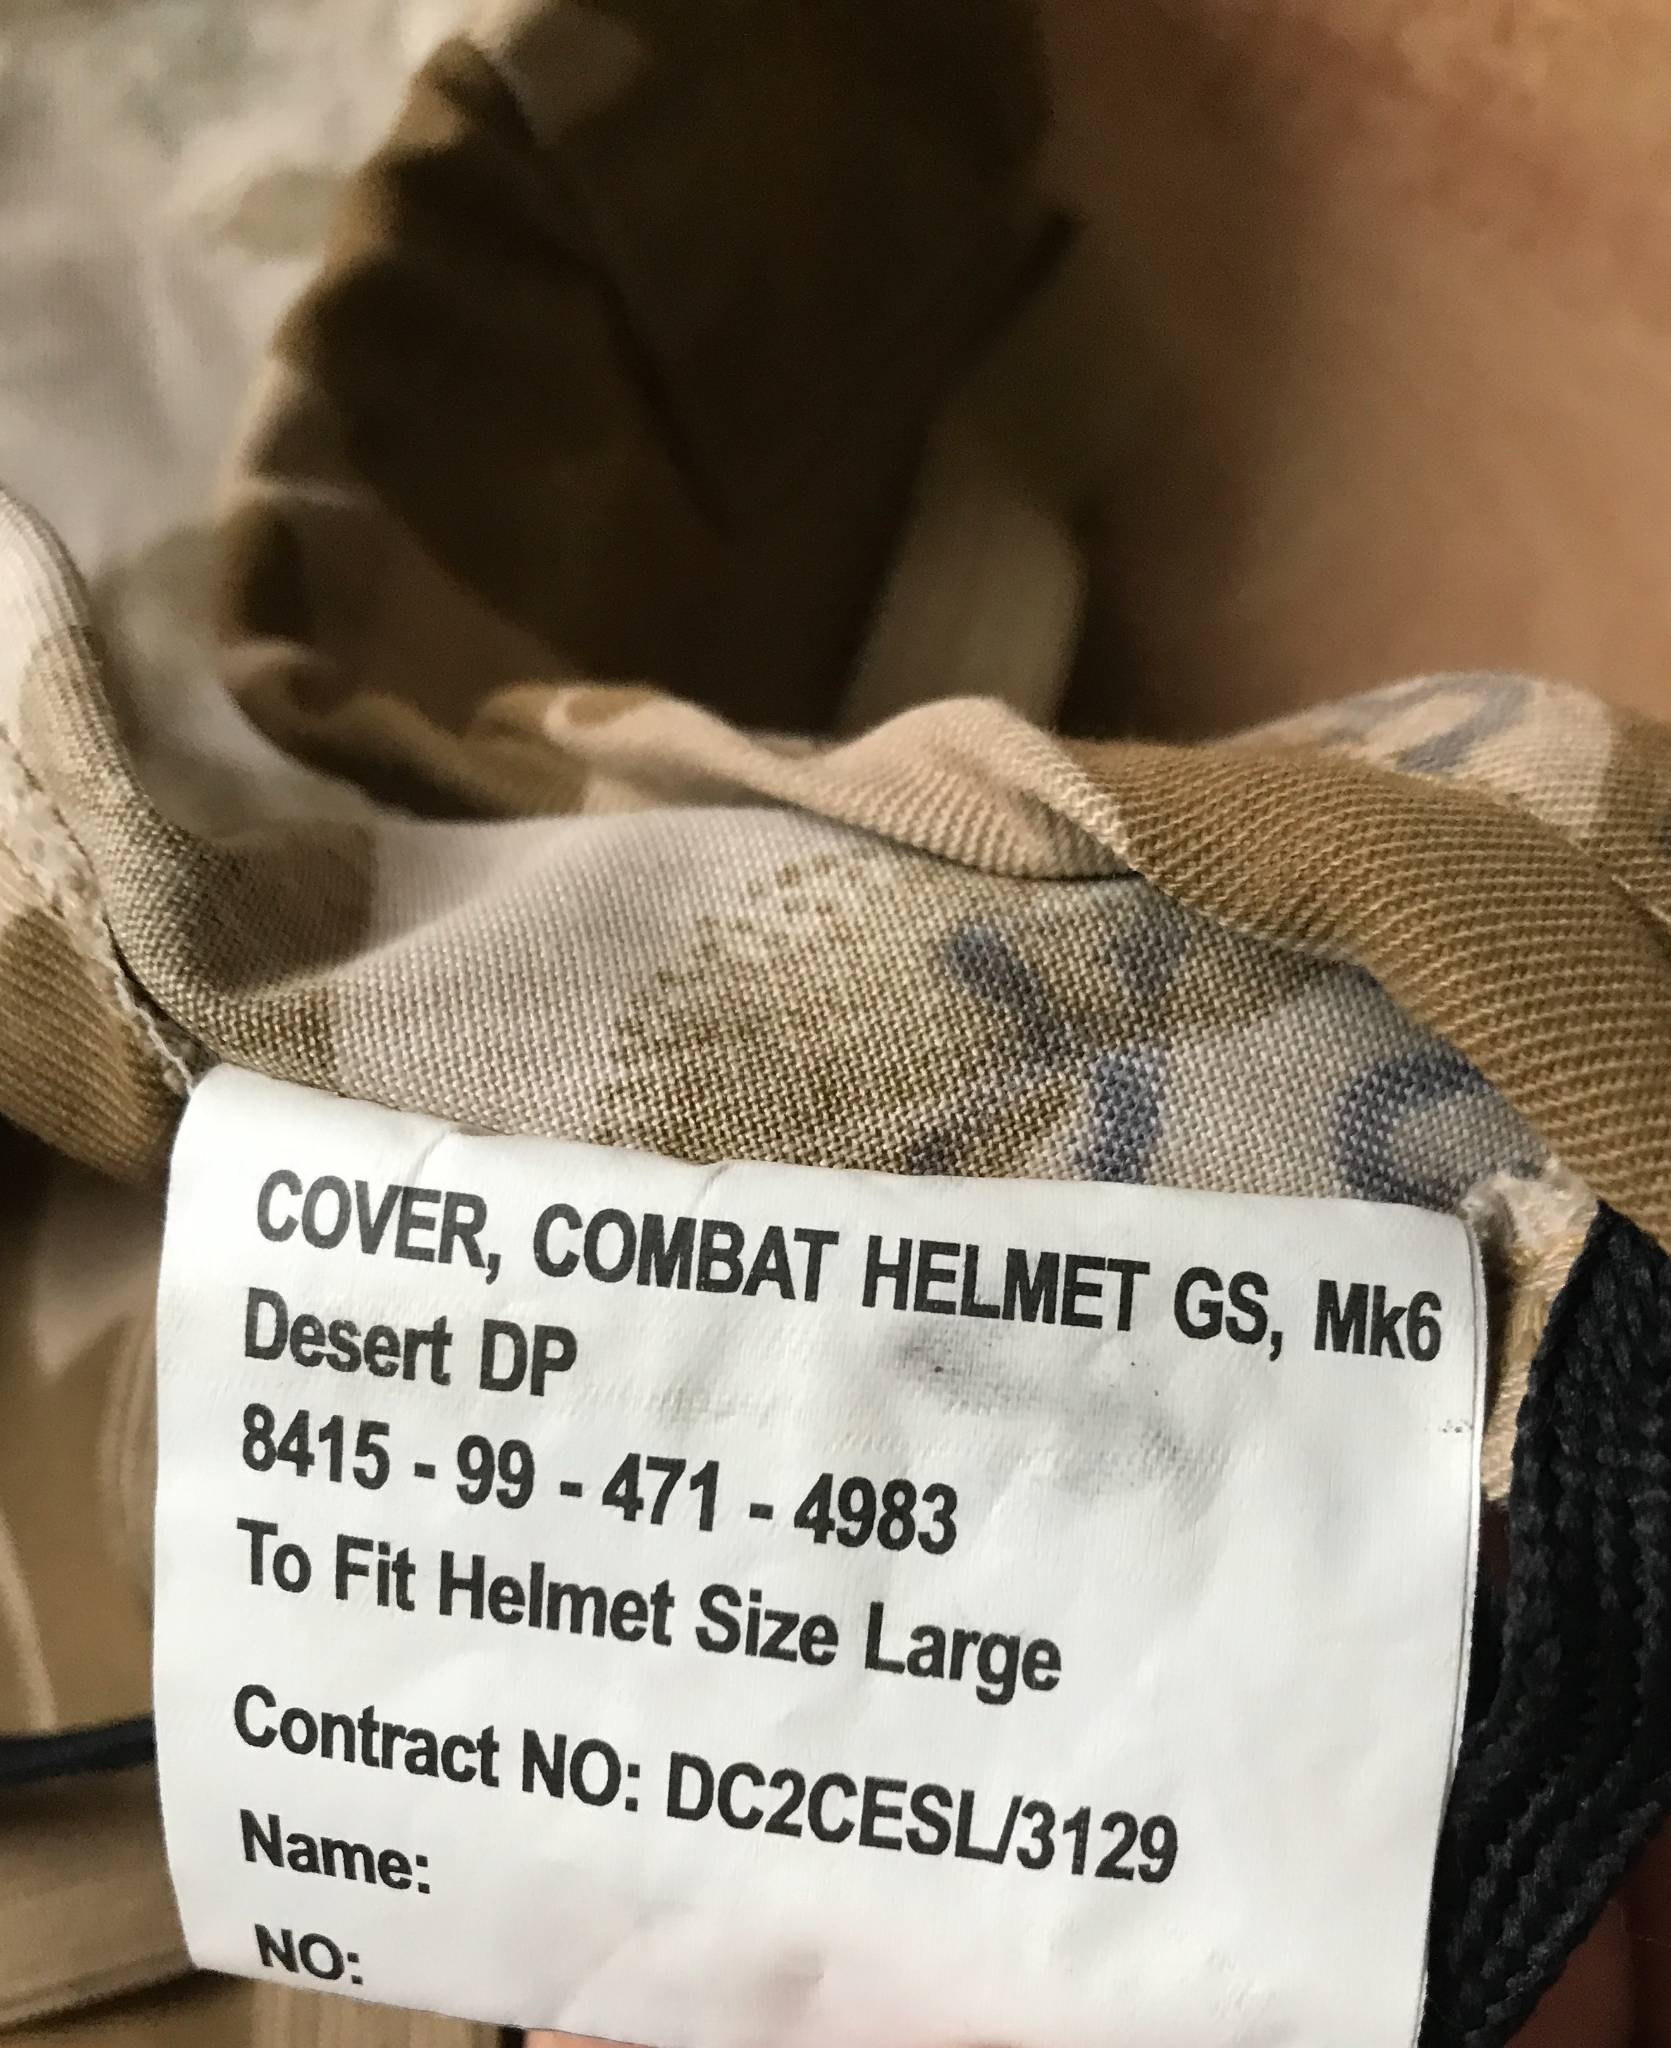 COVER, COMBAT HELMET GS, Mk6
Desert DP
8415 - 99 - 471 - 4983
To Fit Helmet Size Large
Contract NO: DC2CESL/3129
Name:
NO: